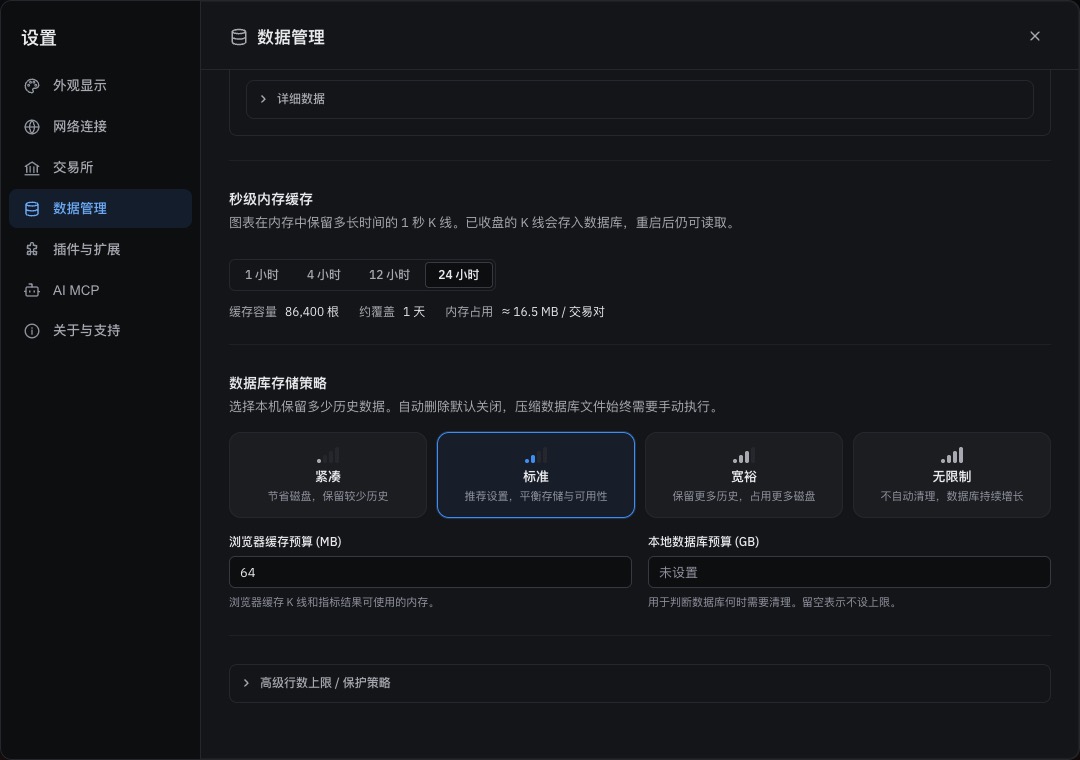 设置
外观显示
网络连接
交易所
数据管理
插件与扩展
AI MCP
关于与支持
数据管理
详细数据
秒级内存缓存
图表在内存中保留多长时间的 1 秒 K 线。已收盘的 K 线会存入数据库，重启后仍可读取。
1 小时 4 小时 12 小时 24 小时
缓存容量 86,400 根 约覆盖 1 天 内存占用 ≈ 16.5 MB / 交易对
数据库存储策略
选择本机保留多少历史数据。自动删除默认关闭，压缩数据库文件始终需要手动执行。
紧凑
节省磁盘，保留较少历史
标准
推荐设置，平衡存储与可用性
宽裕
保留更多历史，占用更多磁盘
无限制
不自动清理，数据库持续增长
浏览器缓存预算 (MB)
64
浏览器缓存 K 线和指标结果可使用的内存。
本地数据库预算 (GB)
未设置
用于判断数据库何时需要清理。留空表示不设上限。
高级行数上限 / 保护策略